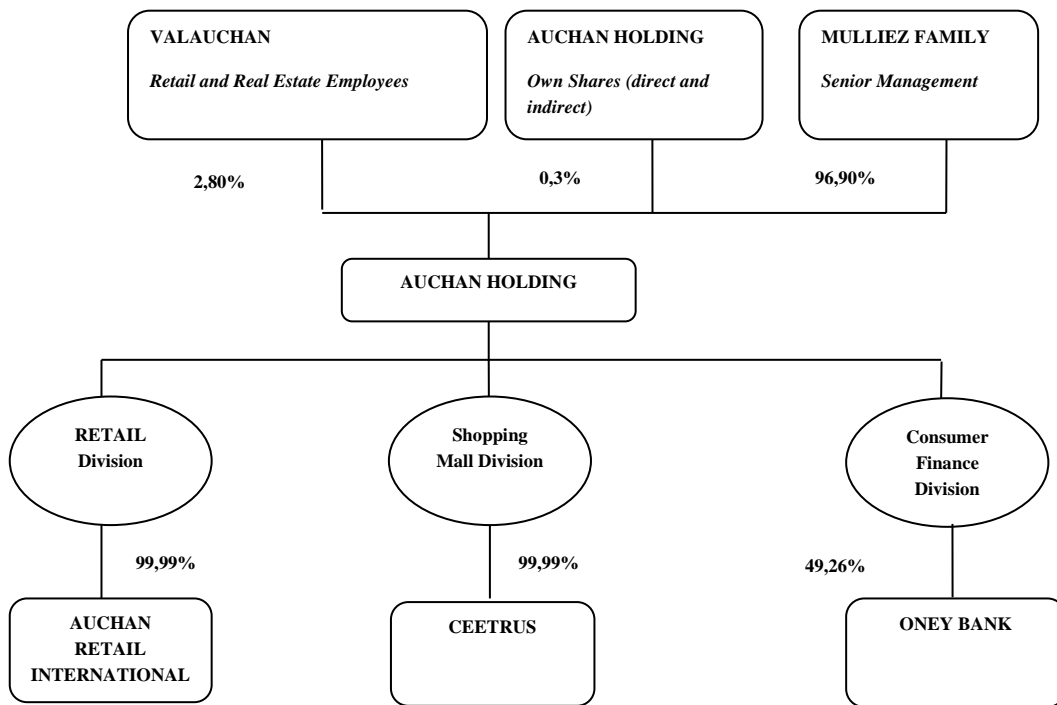 VALAUCHAN
Retail and Real Estate Employees
AUCHAN HOLDING
Own Shares (direct and
indirect)
MULLIEZ FAMILY
Senior Management
2,80%
0,3%
96,90%
AUCHAN HOLDING
RETAIL
Division
Shopping
Mall Division
Consumer
Finance
Division
99,99%
99,99%
49,26%
AUCHAN
RETAIL
INTERNATIONAL
CEETRUS
ONEY BANK